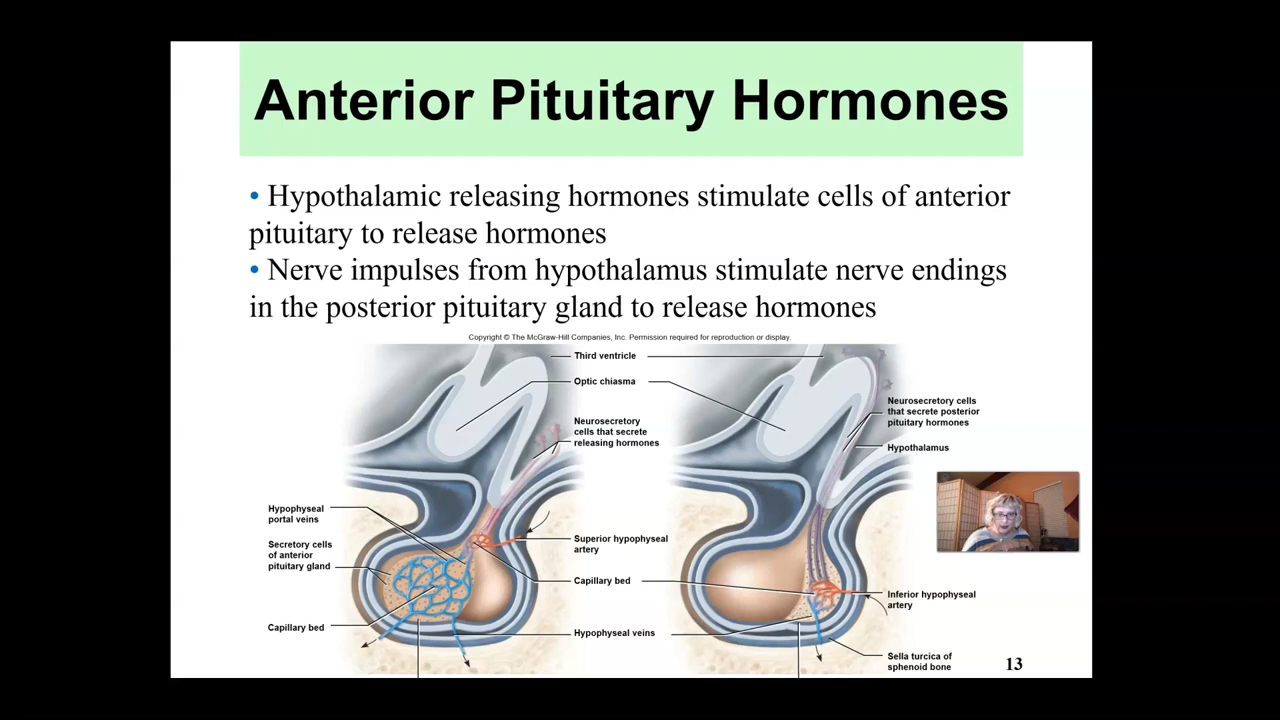 Anterior Pituitary Hormones
• Hypothalamic releasing hormones stimulate cells of anterior
pituitary to release hormones
• Nerve impulses from hypothalamus stimulate nerve endings
in the posterior pituitary gland to release hormones
Copyright © The McGraw-Hill Companies, Inc. Permission required for reproduction or display.
Third ventricle
Optic chiasma
Neurosecretory
cells that secrete
releasing hormones
Hypophyseal
portal veins
Secretory cells
of anterior
pituitary gland
Capillary bed
Superior hypophyseal
artery
Capillary bed
Hypophyseal veins
Neurosecretory cells
that secrete posterior
pituitary hormones
Hypothalamus
Inferior hypophyseal
artery
Sella turcica of
sphenoid bone
13